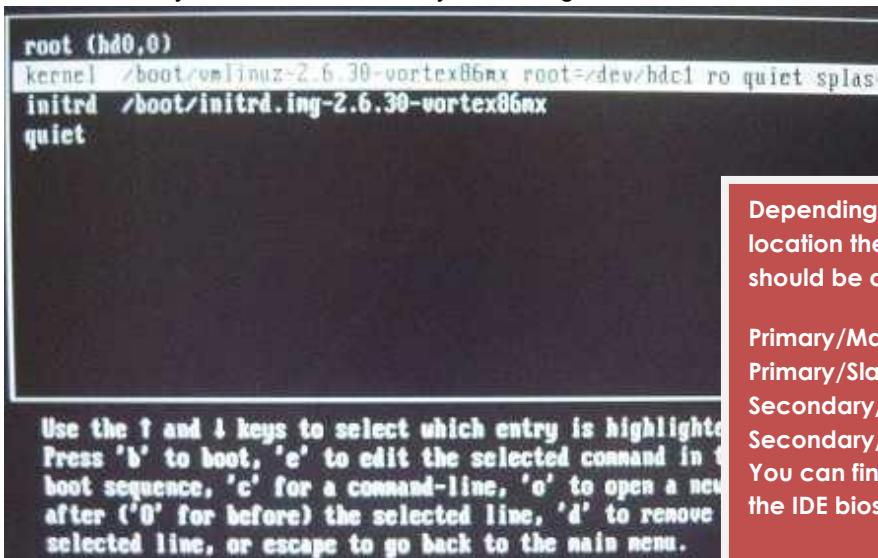 root (hd0,0)
kernel /boot/vmlinuz-2.6.30-vortex86mx root=/dev/hdc1 ro quiet splas
initrd /boot/initrd.img-2.6.30-vortex86mx
quiet
Use the ↑ and ↓ keys to select which entry is highlighte
Press 'b' to boot, 'e' to edit the selected command in
boot sequence, 'c' for a command-line, 'o' to open a new
after ('O' for before) the selected line, 'd' to remove
selected line, or escape to go back to the main menu.
Depending
location the
should be
Primary/Ma
Primary/Sla
Secondary/
Secondary/
You can fin
the IDE bios